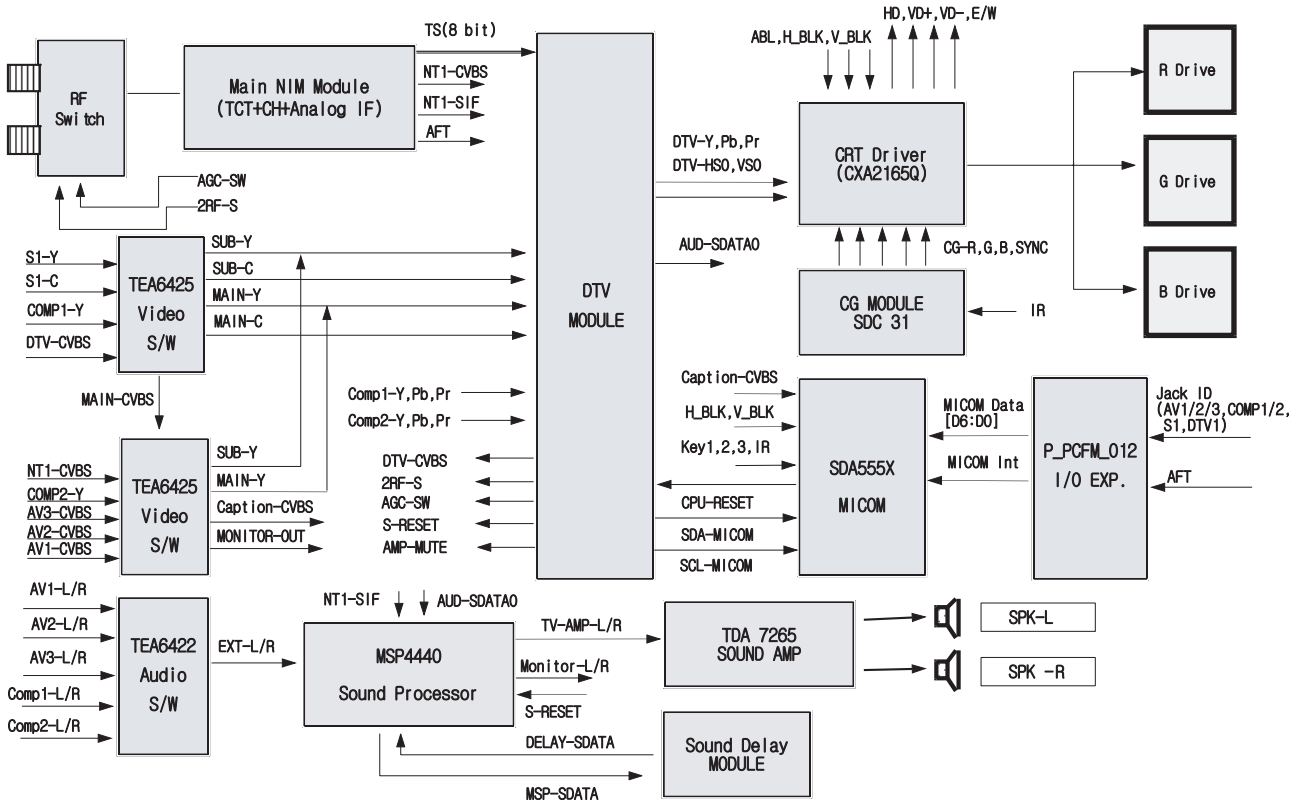 HD,VD+,VD-,E/W
TS(8 bit)
ABL,H_BLK,V_BLK
RF
Switch
Main NIM Module
(TCT+CH+Analog IF)
NT1-CVBS
NT1-SIF
AFT
R Drive
DTV-Y,Pb,Pr
DTV-HSO,VSO
CRT Driver
(CXA2165Q)
G Drive
AGC-SW
2RF-S
AUD-SDATAO
CG-R,G,B,SYNC
S1-Y
S1-C
COMP1-Y
DTV-CVBS
TEA6425
Video
S/W
SUB-Y
SUB-C
MAIN-Y
MAIN-C
DTV
MODULE
CG MODULE
SDC 31
IR
B Drive
MAIN-CVBS
Comp1-Y,Pb,Pr
Comp2-Y,Pb,Pr
Caption-CVBS
H_BLK,V_BLK
Key1,2,3,IR
SDA555X
MICOM
MICOM Data
[D6:D0]
MICOM Int
P_PCFM_012
I/O EXP.
Jack ID
(AV1/2/3,COMP1/2,
S1,DTV1)
AFT
NT1-CVBS
COMP2-Y
AV3-CVBS
AV2-CVBS
AV1-CVBS
TEA6425
Video
S/W
SUB-Y
MAIN-Y
Caption-CVBS
MONITOR-OUT
DTV-CVBS
2RF-S
AGC-SW
S-RESET
AMP-MUTE
CPU-RESET
SDA-MICOM
SCL-MICOM
AV1-L/R
AV2-L/R
AV3-L/R
Comp1-L/R
Comp2-L/R
TEA6422
Audio
S/W
EXT-L/R
NT1-SIF
AUD-SDATAO
MSP4440
Sound Processor
TV-AMP-L/R
Monitor-L/R
S-RESET
TDA 7265
SOUND AMP
SPK-L
SPK -R
DELAY-SDATA
MSP-SDATA
Sound Delay
MODULE